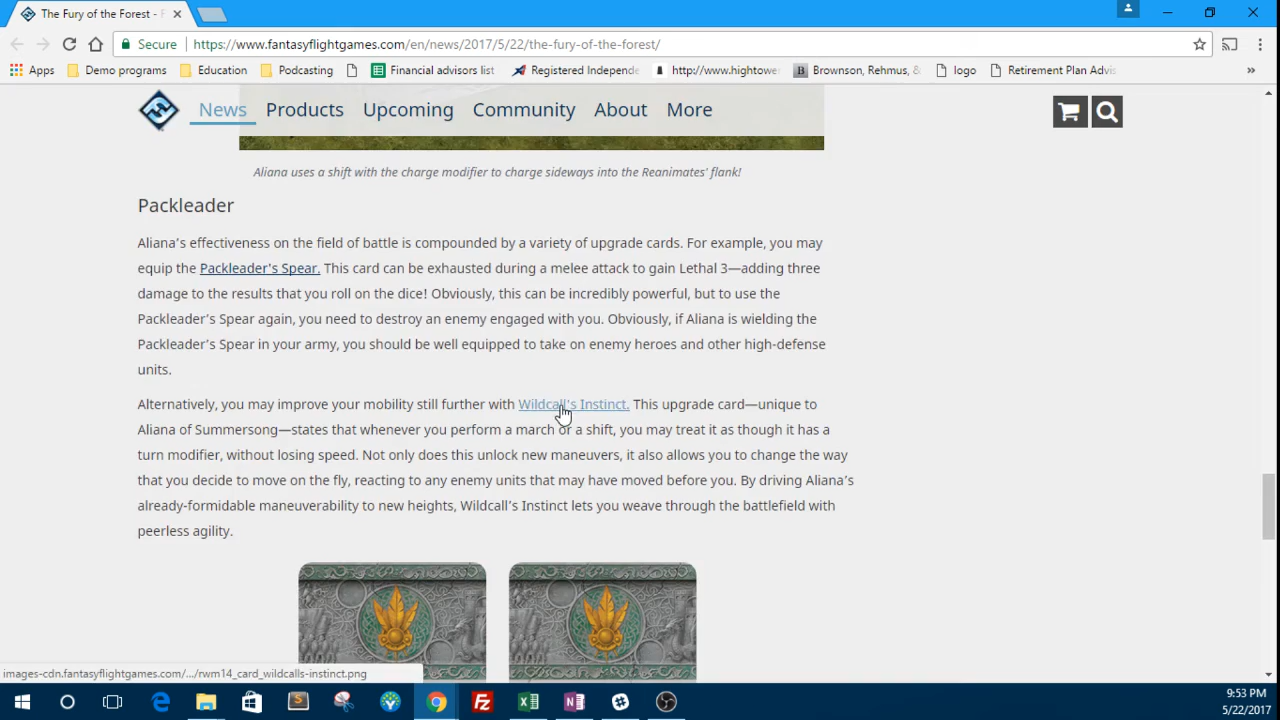 The Fury of the Forest - F
Secure
https://www.fantasyflightgames.com/en/news/2017/5/22/the-fury-of-the-forest/
Apps
Demo programs
Education
Podcasting
Financial advisors list
Registered Independe
http://www.hightowe
Brownson, Rehmus, &
logo
Retirement Plan Advis
»
News
Products
Upcoming
Community
About
More
Aliana uses a shift with the charge modifier to charge sideways into the Reanimates' flank!
Packleader
Aliana's effectiveness on the field of battle is compounded by a variety of upgrade cards. For example, you may
equip the Packleader's Spear. This card can be exhausted during a melee attack to gain Lethal 3—adding three
damage to the results that you roll on the dice! Obviously, this can be incredibly powerful, but to use the
Packleader's Spear again, you need to destroy an enemy engaged with you. Obviously, if Aliana is wielding the
Packleader's Spear in your army, you should be well equipped to take on enemy heroes and other high-defense
units.
Alternatively, you may improve your mobility still further with Wildcall's Instinct. This upgrade card—unique to
Aliana of Summersong—states that whenever you perform a march or a shift, you may treat it as though it has a
turn modifier, without losing speed. Not only does this unlock new maneuvers, it also allows you to change the way
that you decide to move on the fly, reacting to any enemy units that may have moved before you. By driving Aliana's
already-formidable maneuverability to new heights, Wildcall's Instinct lets you weave through the battlefield with
peerless agility.
images-cdn.fantasyflightgames.com/.../rwm14_card_wildcalls-instinct.png
9:53 PM
5/22/2017